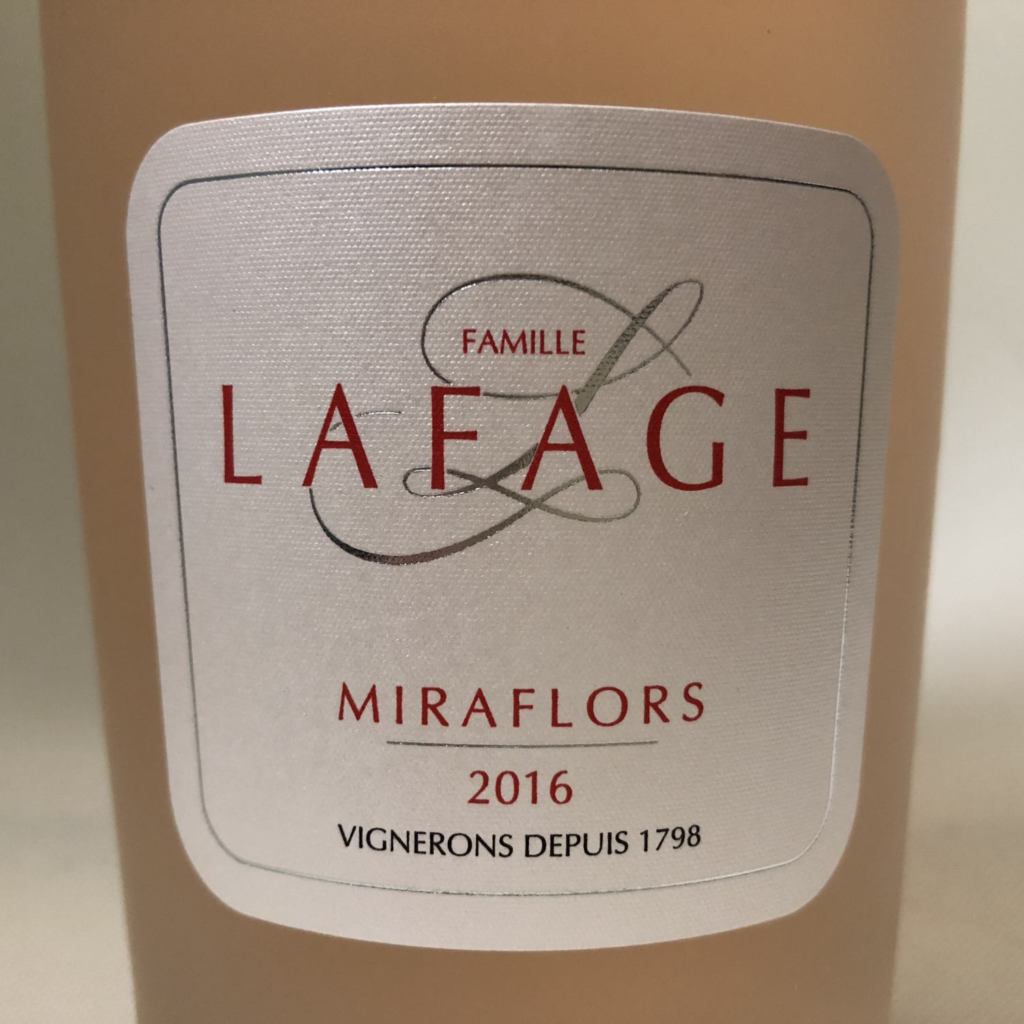 FAMILLE
LAFAGE
MIRAFLORS
2016
VIGNERONS DEPUIS 1798